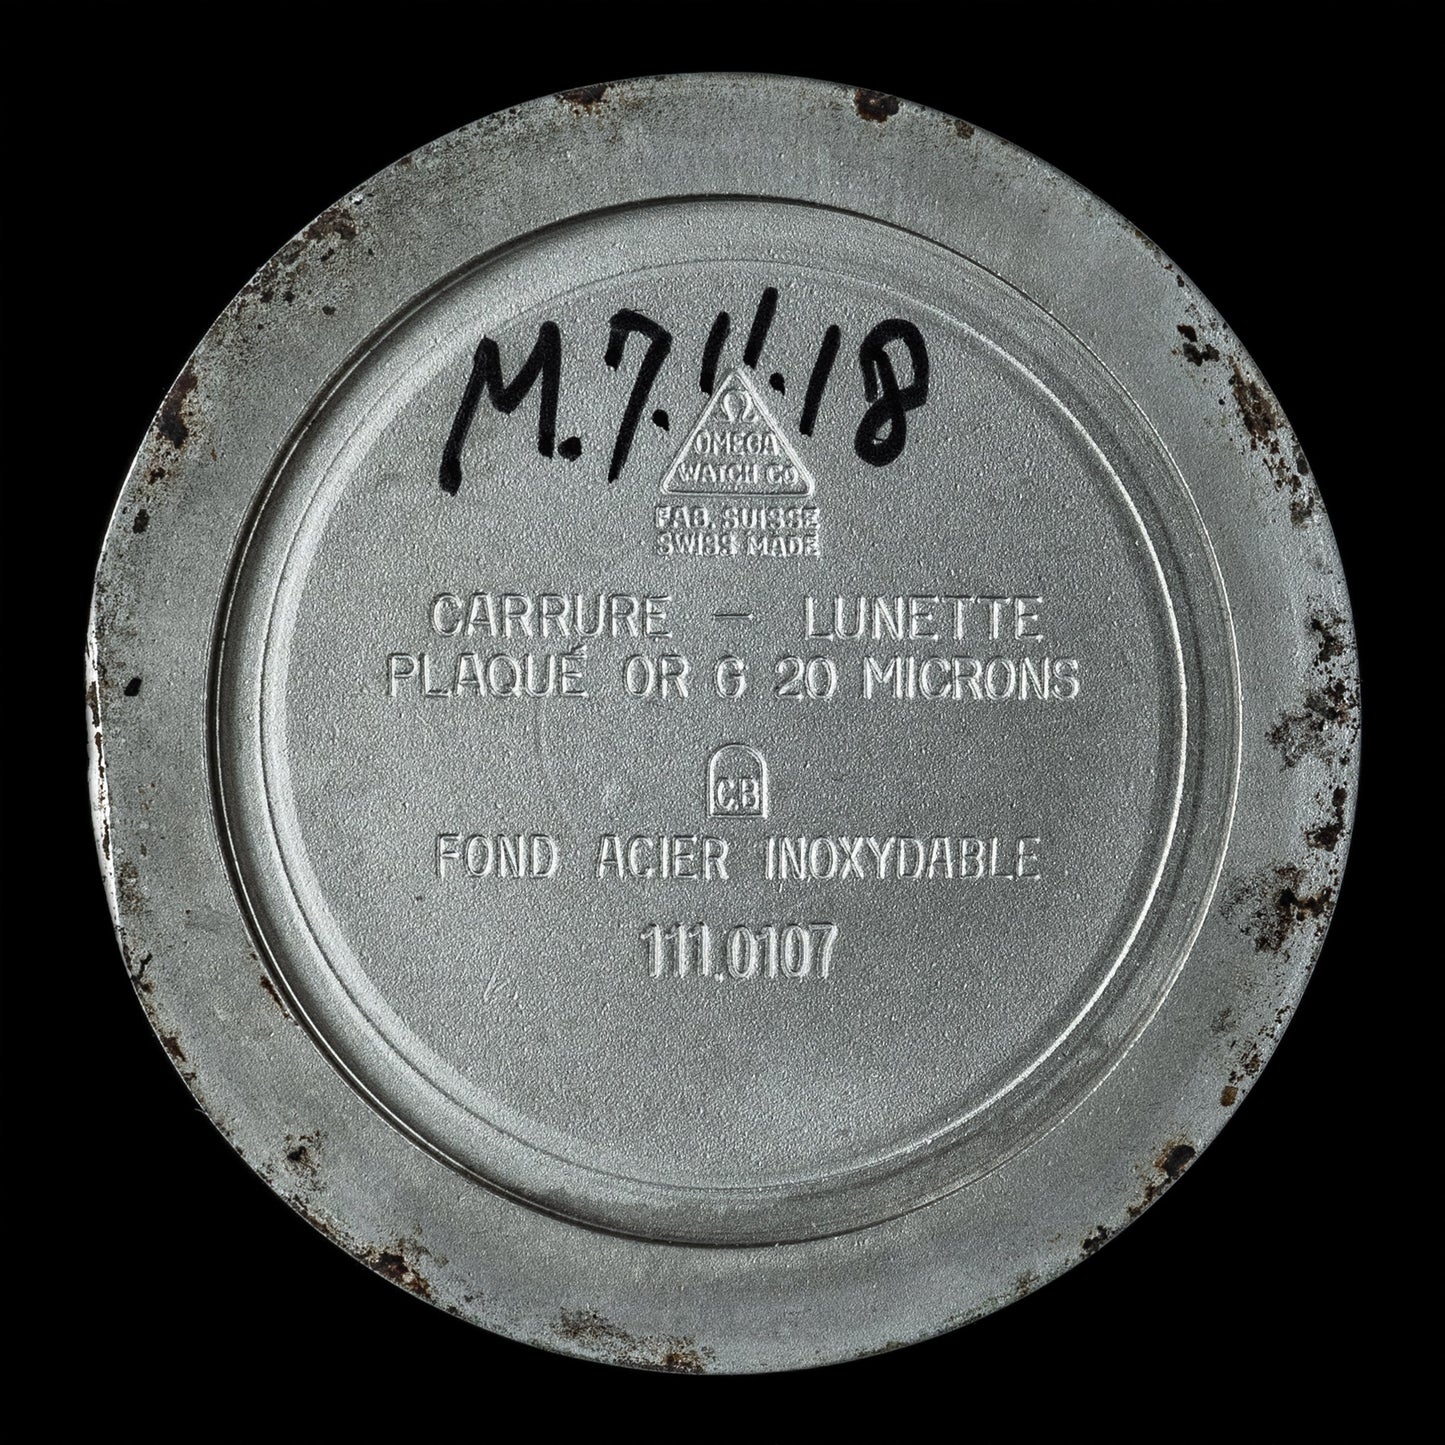 M.7.11.18
Ω
OMEGA
WATCH CO
FAB. SUISSE
SWISS MADE
CARRURE — LUNETTE
PLAQUÉ OR G 20 MICRONS
C.B
FOND ACIER INOXYDABLE
111.0107